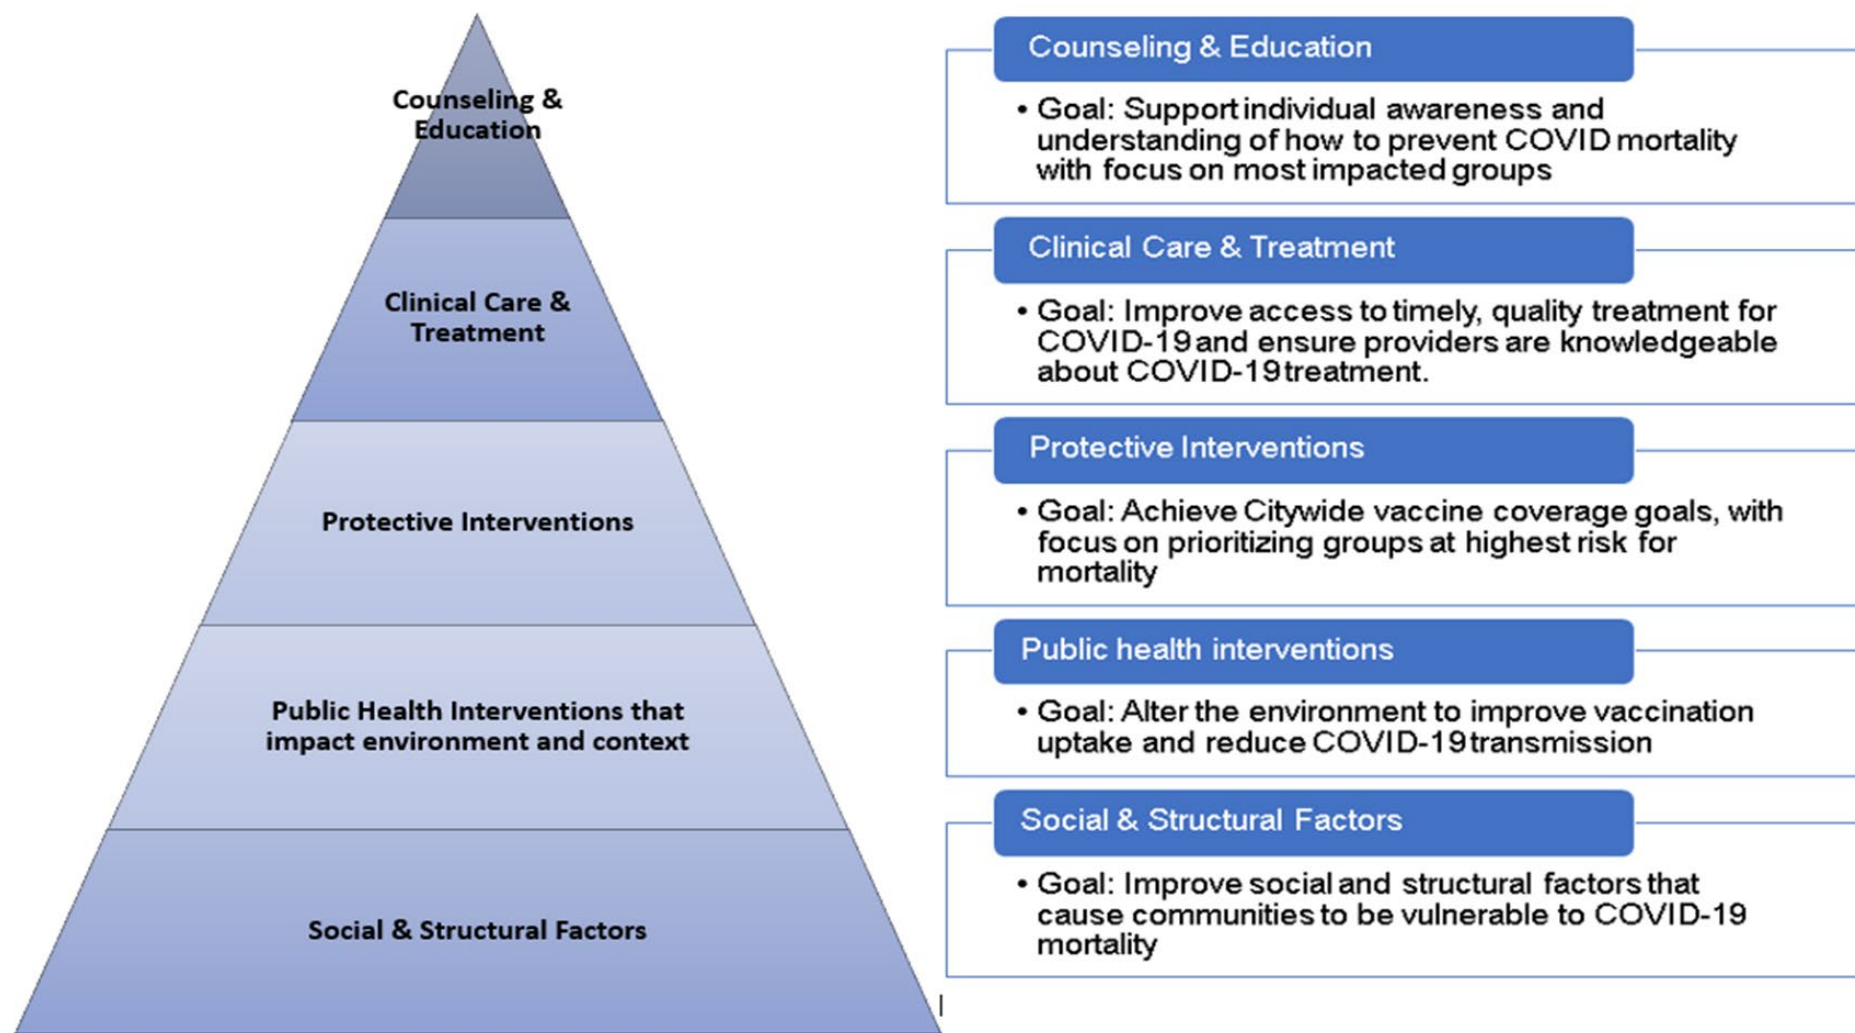 Counseling &
Education
Clinical Care &
Treatment
Protective Interventions
Public Health Interventions that
impact environment and context
Social & Structural Factors
Counseling & Education
• Goal: Support individual awareness and
understanding of how to prevent COVID mortality
with focus on most impacted groups
Clinical Care & Treatment
• Goal: Improve access to timely, quality treatment for
COVID-19 and ensure providers are knowledgeable
about COVID-19 treatment.
Protective Interventions
• Goal: Achieve Citywide vaccine coverage goals, with
focus on prioritizing groups at highest risk for
mortality
Public health interventions
• Goal: Alter the environment to improve vaccination
uptake and reduce COVID-19 transmission
Social & Structural Factors
• Goal: Improve social and structural factors that
cause communities to be vulnerable to COVID-19
mortality